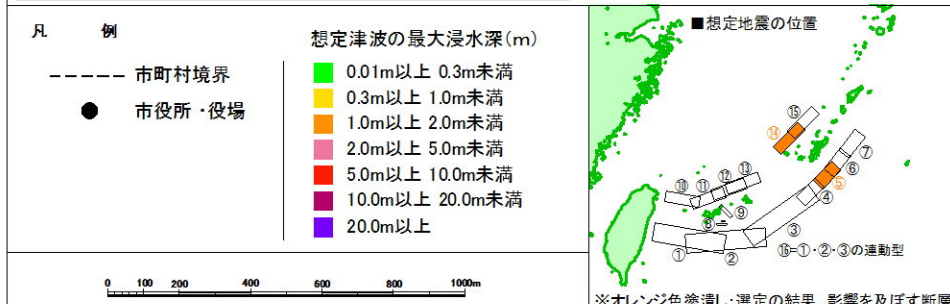 凡　　　例
市町村境界
市役所・役場
想定津波の最大浸水深(m)
0.01m以上 0.3m未満
0.3m以上 1.0m未満
1.0m以上 2.0m未満
2.0m以上 5.0m未満
5.0m以上 10.0m未満
10.0m以上 20.0m未満
20.0m以上
0 100 200 400 600 800 1000m
■想定地震の位置
⑮
⑭
⑦
⑥
⑤
④
⑬
⑫
⑪
⑩
⑨
⑧
③
①
②
⑯=①・②・③の連動型
※オレンジ色塗潰し:選定の結果、影響を及ぼす断層